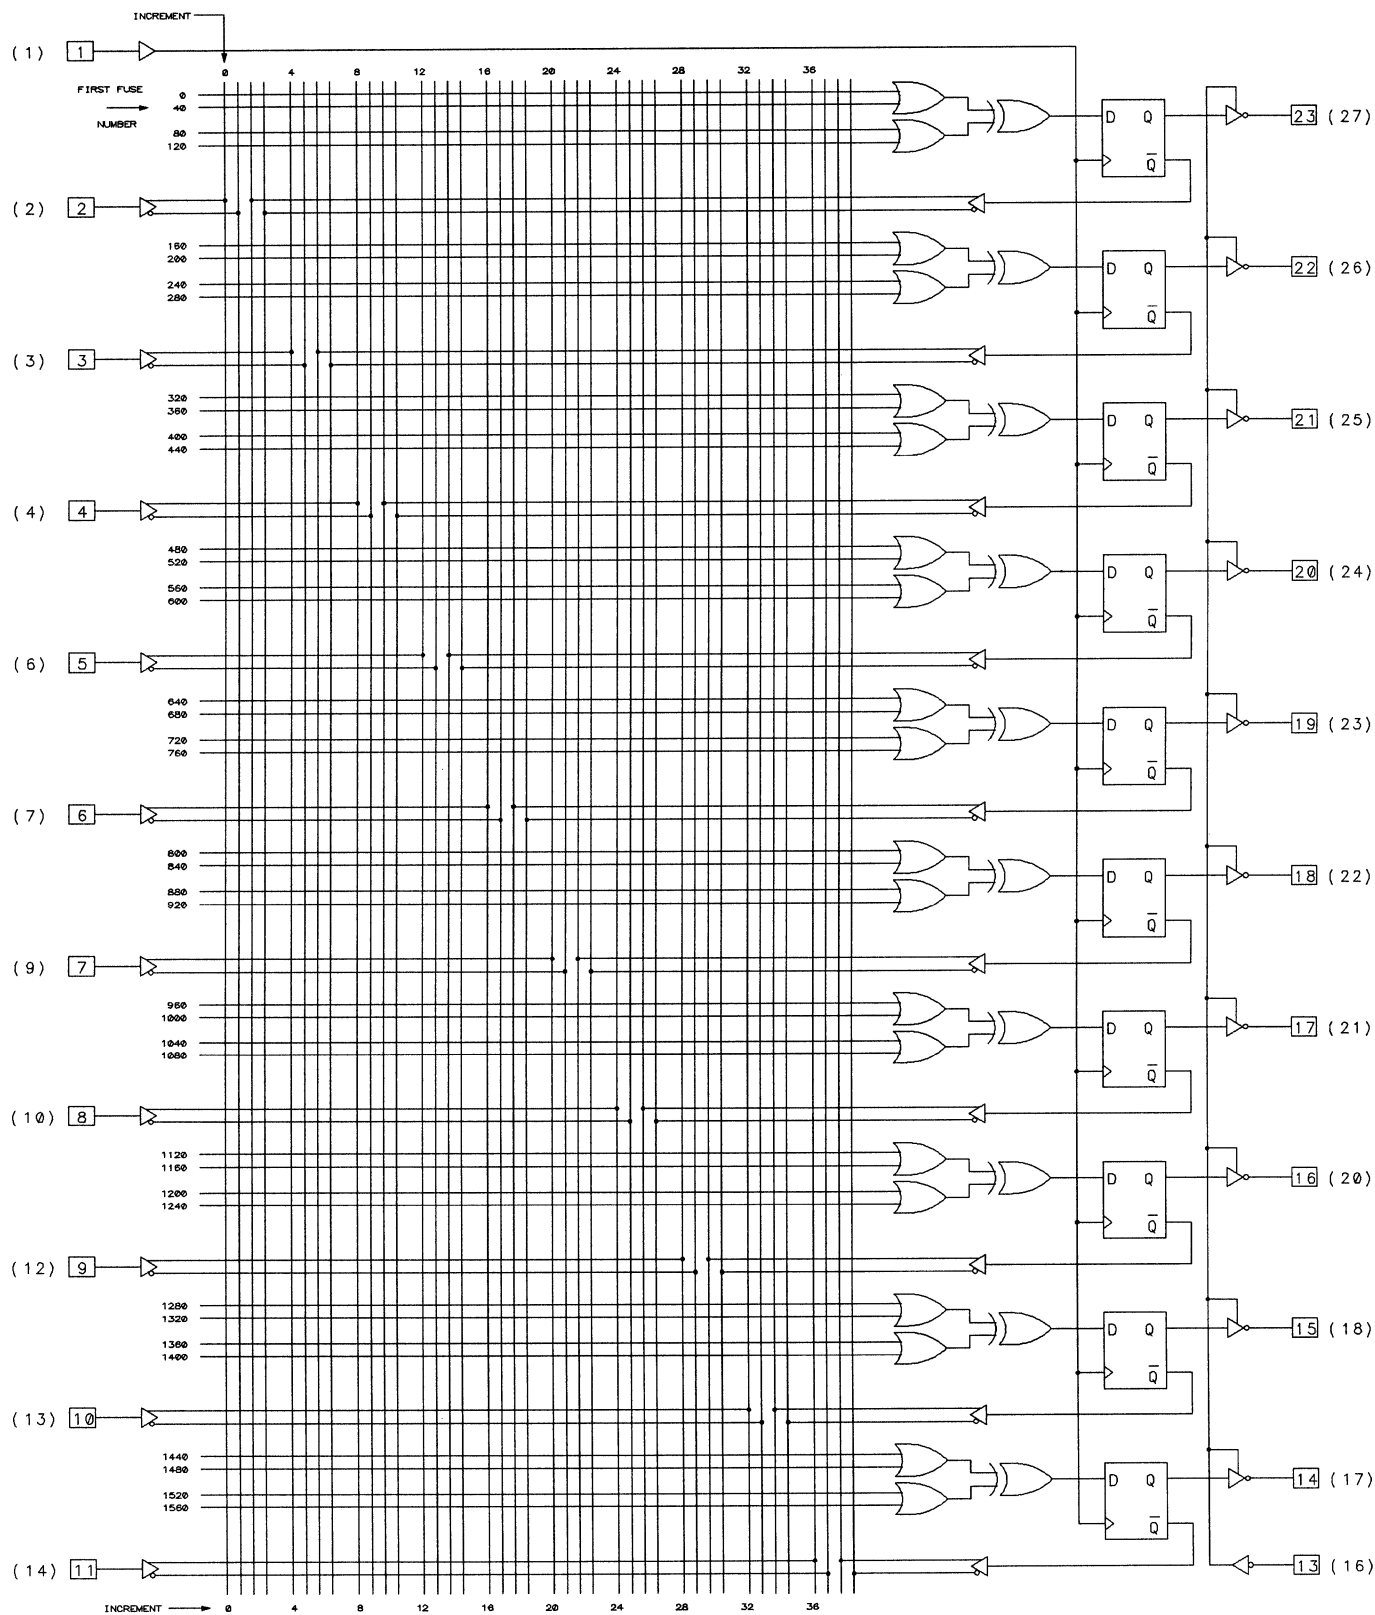 INCREMENT
(1) 1
0 4 8 12 16 20 24 28 32 36
FIRST FUSE
NUMBER
0
40
80
120
D Q
Q̅
23 (27)
(2) 2
160
200
240
280
D Q
Q̅
22 (26)
(3) 3
320
360
400
440
D Q
Q̅
21 (25)
(4) 4
480
520
560
600
D Q
Q̅
20 (24)
(6) 5
640
680
720
760
D Q
Q̅
19 (23)
(7) 6
800
840
880
920
D Q
Q̅
18 (22)
(9) 7
960
1000
1040
1080
D Q
Q̅
17 (21)
(10) 8
1120
1160
1200
1240
D Q
Q̅
16 (20)
(12) 9
1280
1320
1360
1400
D Q
Q̅
15 (18)
(13) 10
1440
1480
1520
1560
D Q
Q̅
14 (17)
(14) 11
13 (16)
INCREMENT 0 4 8 12 16 20 24 28 32 36